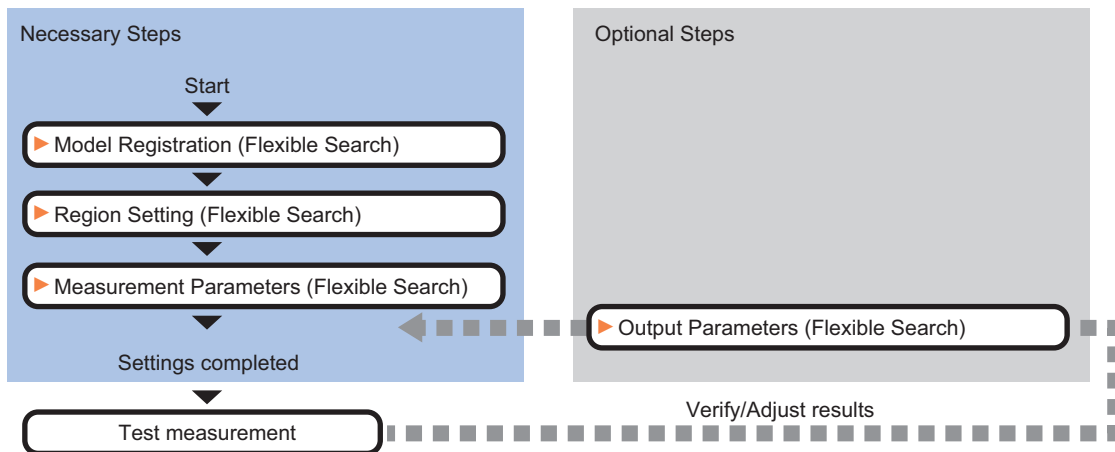 Necessary Steps
Start
Model Registration (Flexible Search)
Region Setting (Flexible Search)
Measurement Parameters (Flexible Search)
Settings completed
Test measurement
Optional Steps
Output Parameters (Flexible Search)
Verify/Adjust results